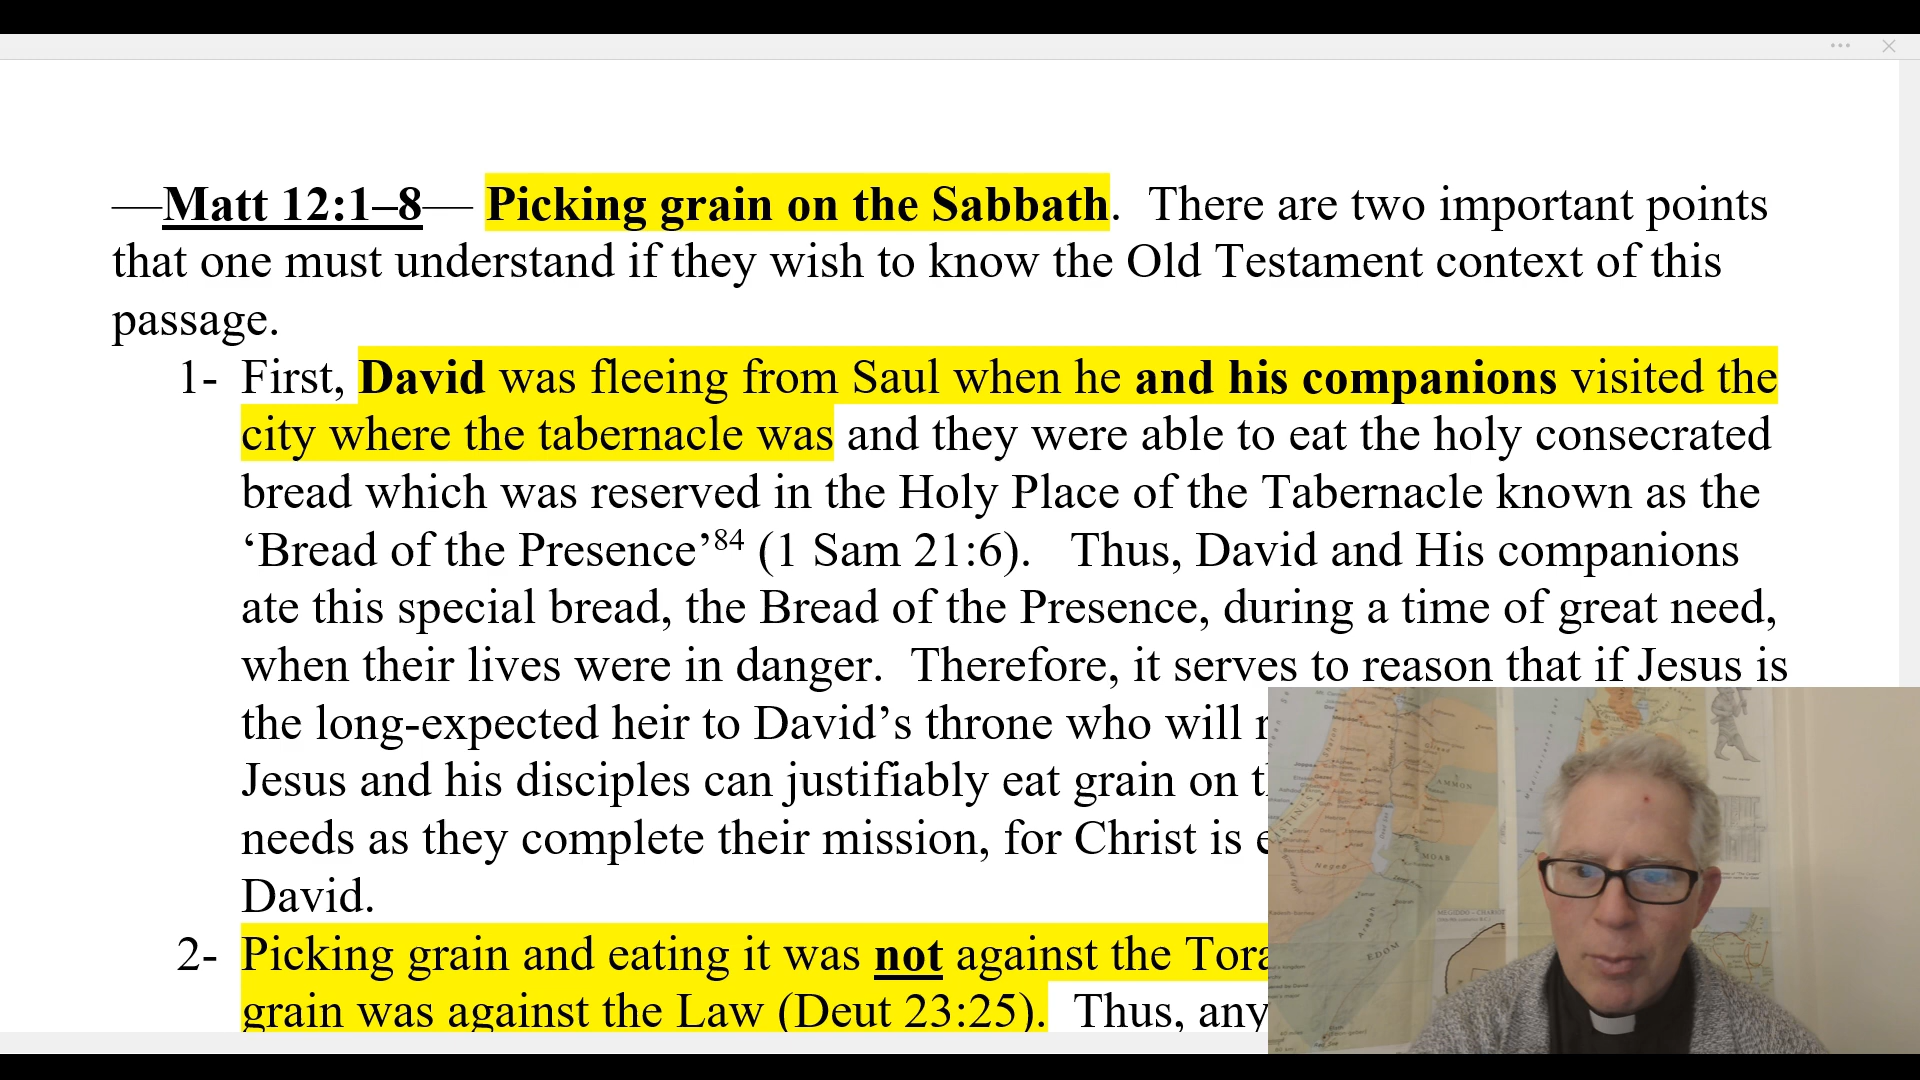 —Matt 12:1–8— Picking grain on the Sabbath. There are two important points
that one must understand if they wish to know the Old Testament context of this
passage.
1- First, David was fleeing from Saul when he and his companions visited the
city where the tabernacle was and they were able to eat the holy consecrated
bread which was reserved in the Holy Place of the Tabernacle known as the
‘Bread of the Presence’84 (1 Sam 21:6). Thus, David and His companions
ate this special bread, the Bread of the Presence, during a time of great need,
when their lives were in danger. Therefore, it serves to reason that if Jesus is
the long-expected heir to David’s throne who will
Jesus and his disciples can justifiably eat grain on
needs as they complete their mission, for Christ is
David.
2- Picking grain and eating it was not against the
grain was against the Law (Deut 23:25). Thus, any
AMMON
MOAB
Negeb
EDOM
MEGIDDO - CHARIOT